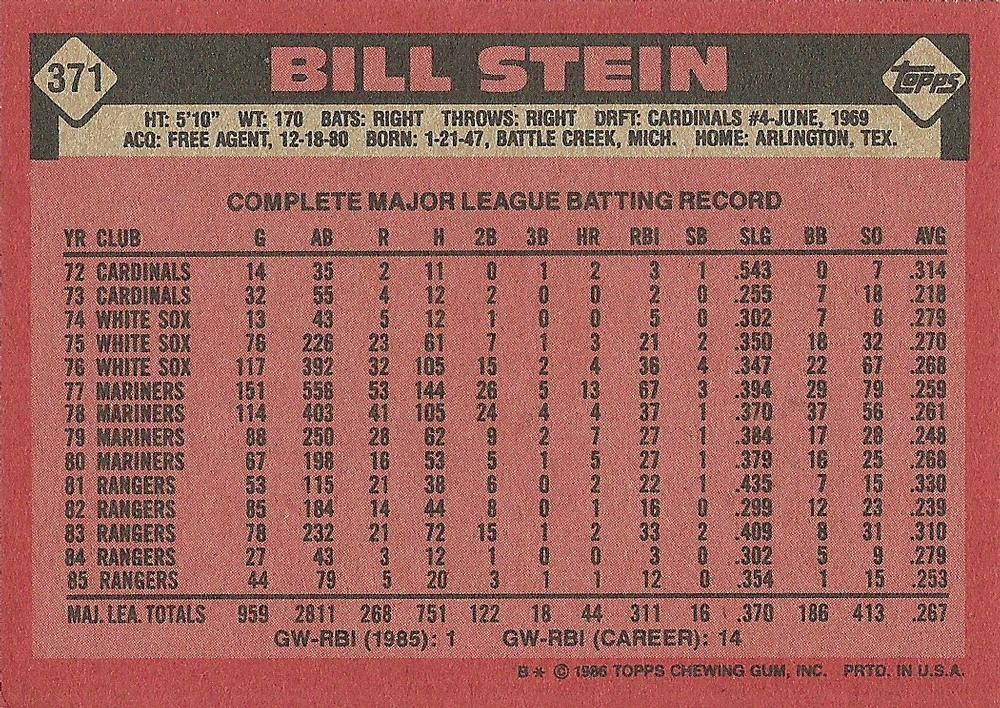 371 BILL STEIN TOPPS
HT: 5'10" WT: 170 BATS: RIGHT THROWS: RIGHT DRFT: CARDINALS #4-JUNE, 1969
ACQ: FREE AGENT, 12-18-80 BORN: 1-21-47, BATTLE CREEK, MICH. HOME: ARLINGTON, TEX.
COMPLETE MAJOR LEAGUE BATTING RECORD
YR CLUB G AB R H 2B 3B HR RBI SB SLG BB SO AVG
72 CARDINALS 14 35 2 11 0 1 2 3 1 .543 0 7 .314
73 CARDINALS 32 55 4 12 2 0 0 2 0 .255 7 18 .218
74 WHITE SOX 13 43 5 12 1 0 0 5 0 .302 7 8 .279
75 WHITE SOX 76 226 23 61 7 1 3 21 2 .350 18 32 .270
76 WHITE SOX 117 392 32 105 15 2 4 36 4 .347 22 67 .268
77 MARINERS 151 556 53 144 26 5 13 67 3 .394 29 79 .259
78 MARINERS 114 403 41 105 24 4 4 37 1 .370 37 56 .261
79 MARINERS 88 250 28 62 9 2 7 27 1 .384 17 28 .248
80 MARINERS 67 198 16 53 5 1 5 27 1 .379 16 25 .268
81 RANGERS 53 115 21 38 6 0 2 22 1 .435 7 15 .330
82 RANGERS 85 184 14 44 8 0 1 16 0 .299 12 23 .239
83 RANGERS 78 232 21 72 15 1 2 33 2 .409 8 31 .310
84 RANGERS 27 43 3 12 1 0 0 3 0 .302 5 9 .279
85 RANGERS 44 79 5 20 3 1 1 12 0 .354 1 15 .253
MAJ. LEA. TOTALS 959 2811 268 751 122 18 44 311 16 .370 186 413 .267
GW-RBI (1985): 1 GW-RBI (CAREER): 14
B* © 1986 TOPPS CHEWING GUM, INC. PRTD. IN U.S.A.